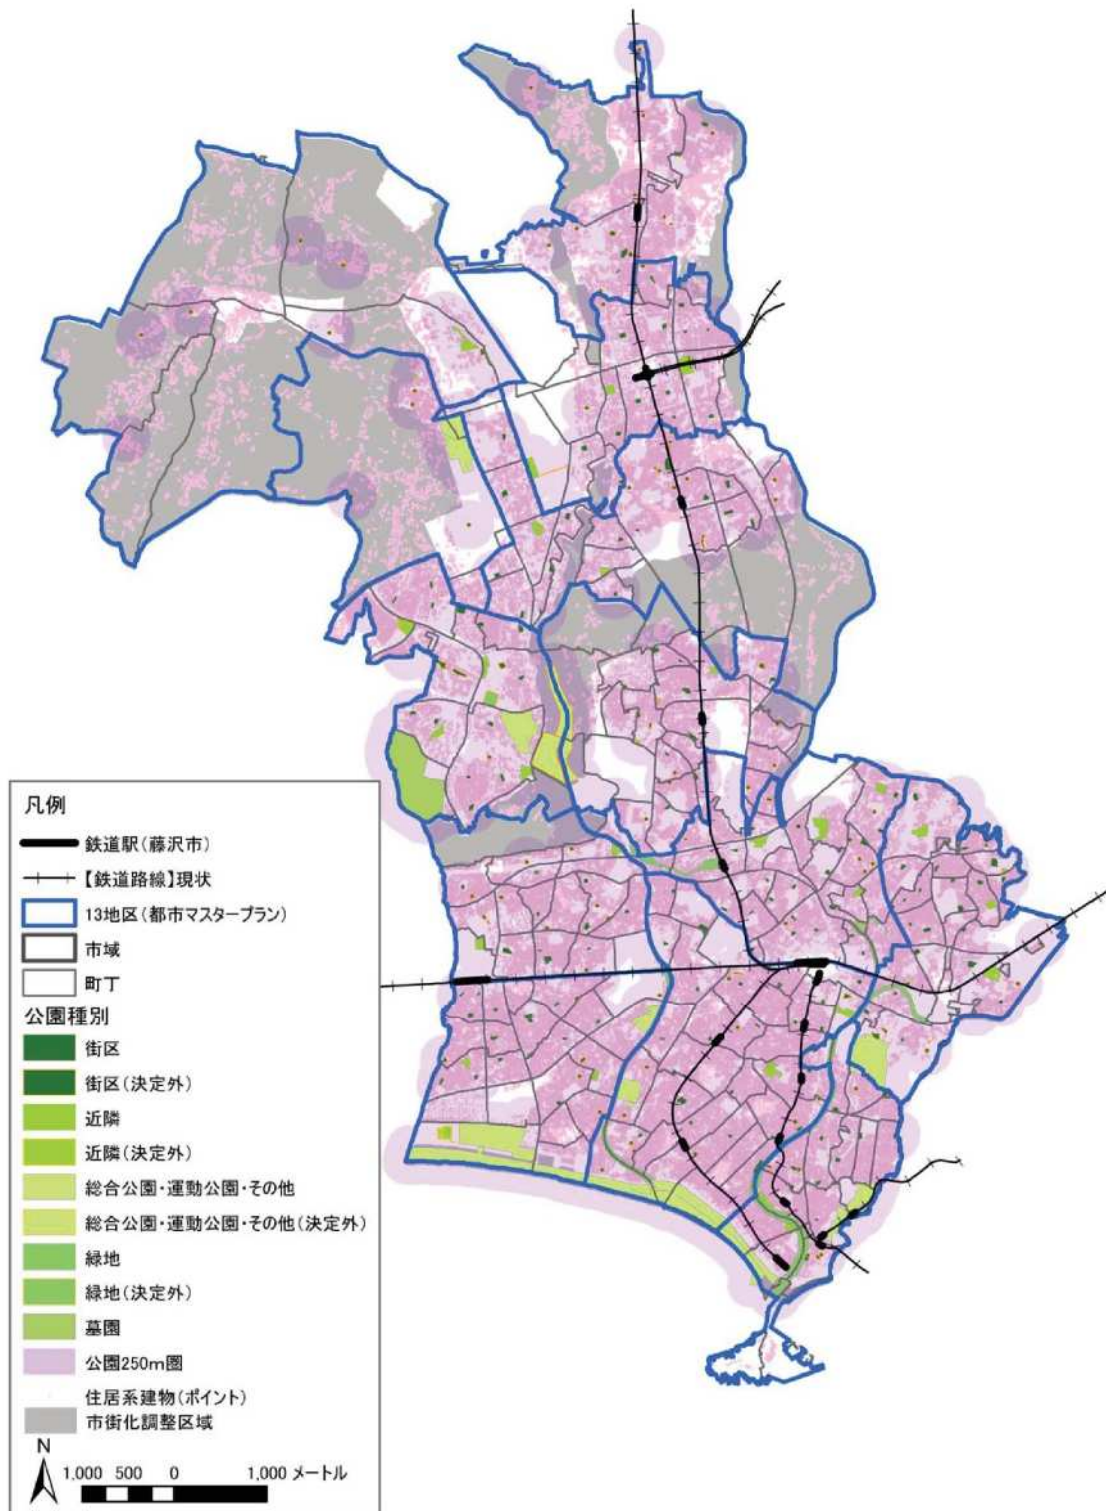 凡例
鉄道駅(藤沢市)
【鉄道路線】現状
13地区(都市マスタープラン)
市域
町丁
公園種別
街区
街区(決定外)
近隣
近隣(決定外)
総合公園・運動公園・その他
総合公園・運動公園・その他(決定外)
緑地
緑地(決定外)
墓園
公園250m圏
住居系建物(ポイント)
市街化調整区域
N
1,000 500 0 1,000 メートル